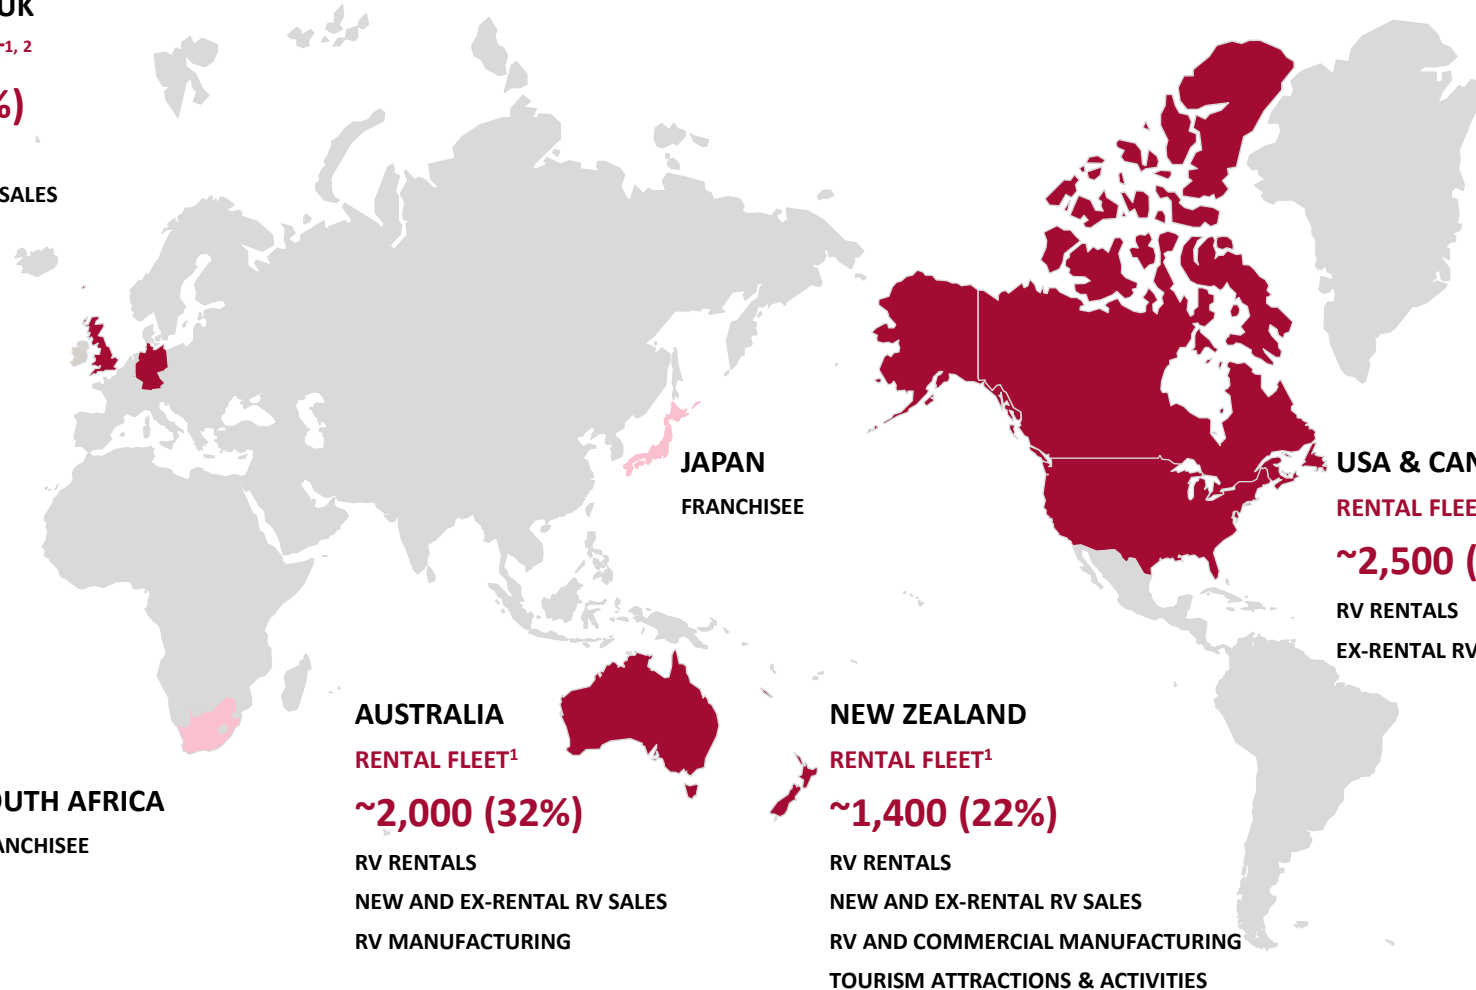 UK
1, 2
%)
SALES
JAPAN
FRANCHISEE
USA & CAN
RENTAL FLEE
~2,500 (
RV RENTALS
EX-RENTAL RV
AUSTRALIA
RENTAL FLEET1
~2,000 (32%)
RV RENTALS
NEW AND EX-RENTAL RV SALES
RV MANUFACTURING
NEW ZEALAND
RENTAL FLEET1
~1,400 (22%)
RV RENTALS
NEW AND EX-RENTAL RV SALES
RV AND COMMERCIAL MANUFACTURING
TOURISM ATTRACTIONS & ACTIVITIES
OUTH AFRICA
ANCHISEE